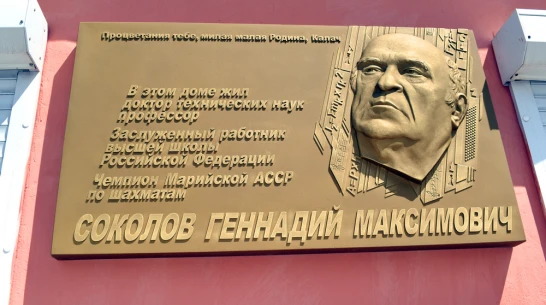 Процветания тебе, милая малая Родина, Калач
В этом доме жил
доктор технических наук
профессор
Заслуженный работник
высшей школы
Российской Федерации
Чемпион Марийской АССР
по шахматам
СОКОЛОВ ГЕННАДИЙ МАКСИМОВИЧ